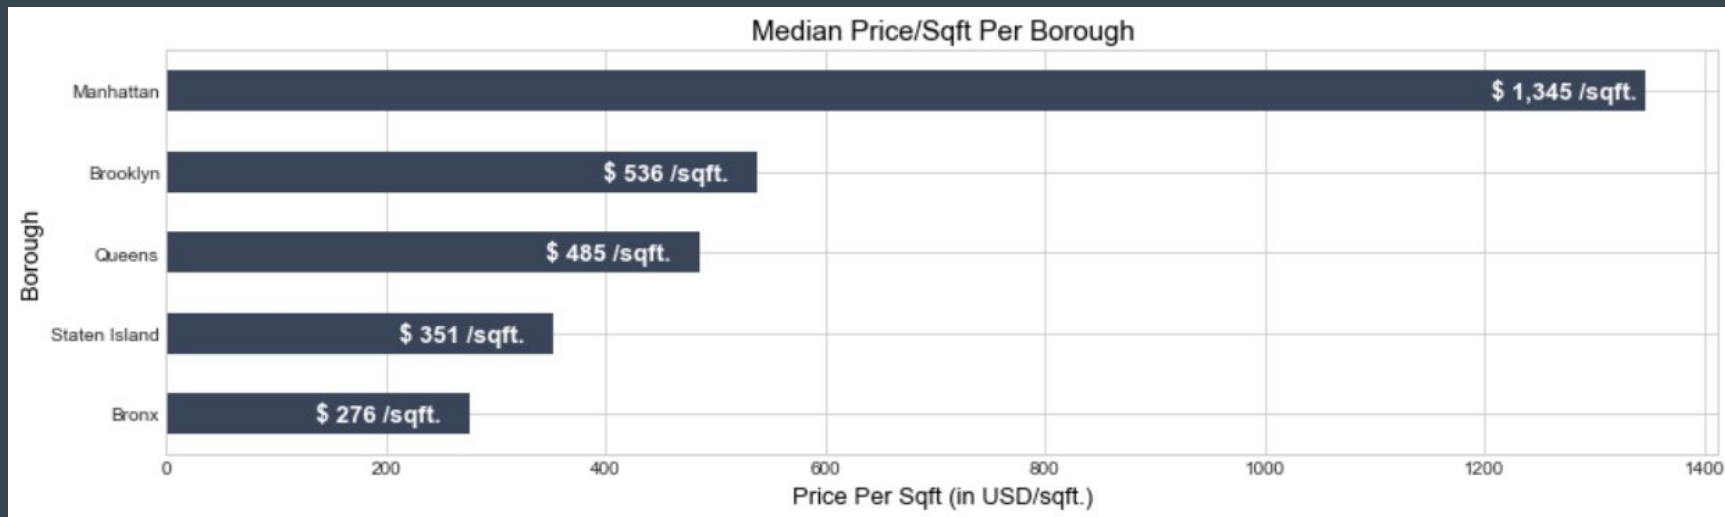 Median Price/Sqft Per Borough
Manhattan
$ 1,345 /sqft.
Brooklyn
$ 536 /sqft.
Queens
$ 485 /sqft.
Staten Island
$ 351 /sqft.
Bronx
$ 276 /sqft.
Borough
0 200 400 600 800 1000 1200 1400
Price Per Sqft (in USD/sqft.)